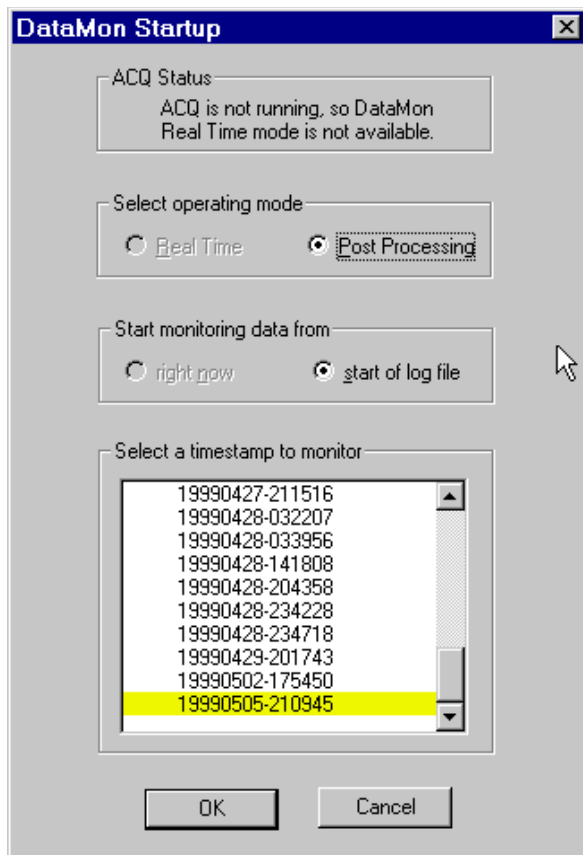 DataMon Startup
ACQ Status
ACQ is not running, so DataMon
Real Time mode is not available.
Select operating mode
Real Time
Post Processing
Start monitoring data from
right now
start of log file
Select a timestamp to monitor
19990427-211516
19990428-032207
19990428-033956
19990428-141808
19990428-204358
19990428-234228
19990428-234718
19990429-201743
19990502-175450
19990505-210945
OK
Cancel